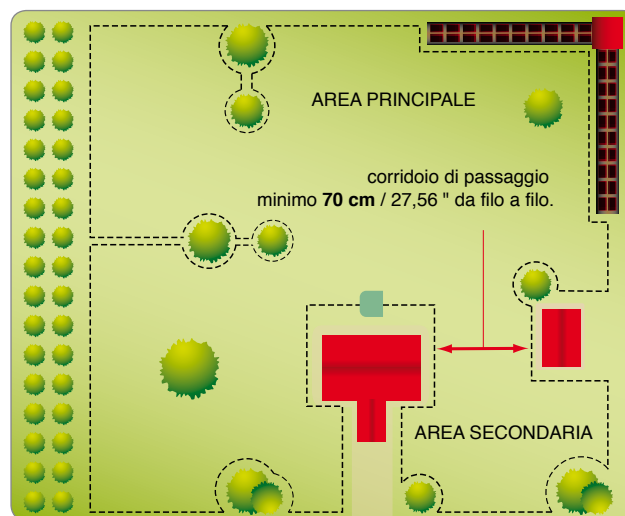 AREA PRINCIPALE
corridoio di passaggio
minimo 70 cm / 27,56 " da filo a filo.
AREA SECONDARIA